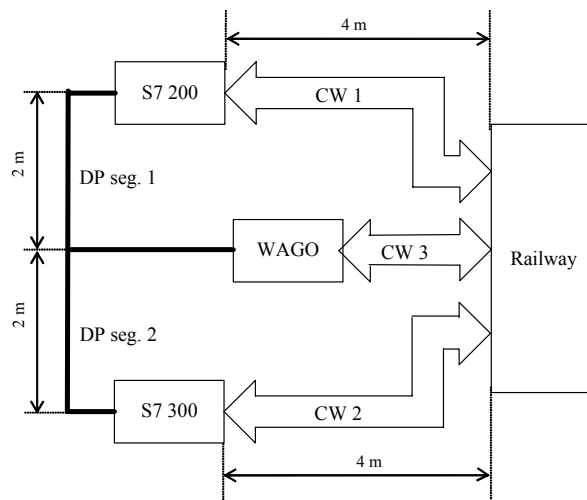 4 m
S7 200
CW 1
2 m
DP seg. 1
WAGO
CW 3
Railway
2 m
DP seg. 2
S7 300
CW 2
4 m